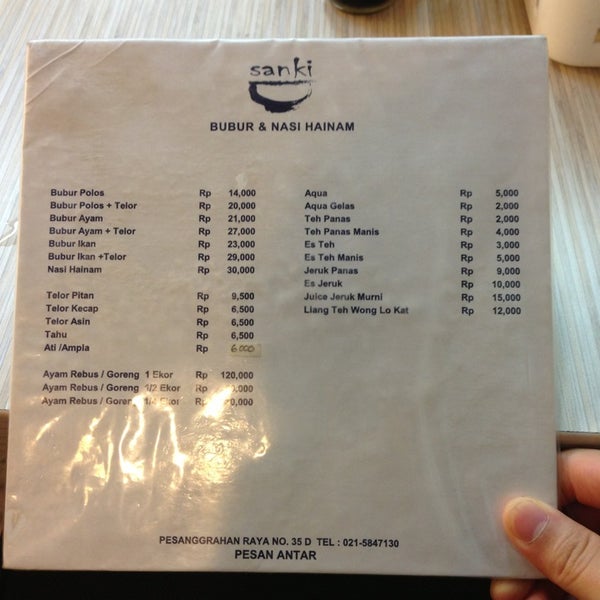 sanki
BUBUR & NASI HAINAM
Bubur Polos Rp 14,000
Bubur Polos + Telor Rp 20,000
Bubur Ayam Rp 21,000
Bubur Ayam + Telor Rp 27,000
Bubur Ikan Rp 23,000
Bubur Ikan +Telor Rp 29,000
Nasi Hainam Rp 30,000
Telor Pitan Rp 9,500
Telor Kecap Rp 6,500
Telor Asin Rp 6,500
Tahu Rp 6,500
Ati /Ampla Rp 6000
Ayam Rebus / Goreng 1 Ekor Rp 120,000
Ayam Rebus / Goreng 1/2 Ekor Rp
Ayam Rebus / Goreng Ekor Rp
Aqua Rp 5,000
Aqua Gelas Rp 2,000
Teh Panas Rp 2,000
Teh Panas Manis Rp 4,000
Es Teh Rp 3,000
Es Teh Manis Rp 5,000
Jeruk Panas Rp 9,000
Es Jeruk Rp 10,000
Juice Jeruk Murni Rp 15,000
Liang Teh Wong Lo Kat Rp 12,000
PESANGGRAHAN RAYA NO. 35 D TEL : 021-5847130
PESAN ANTAR